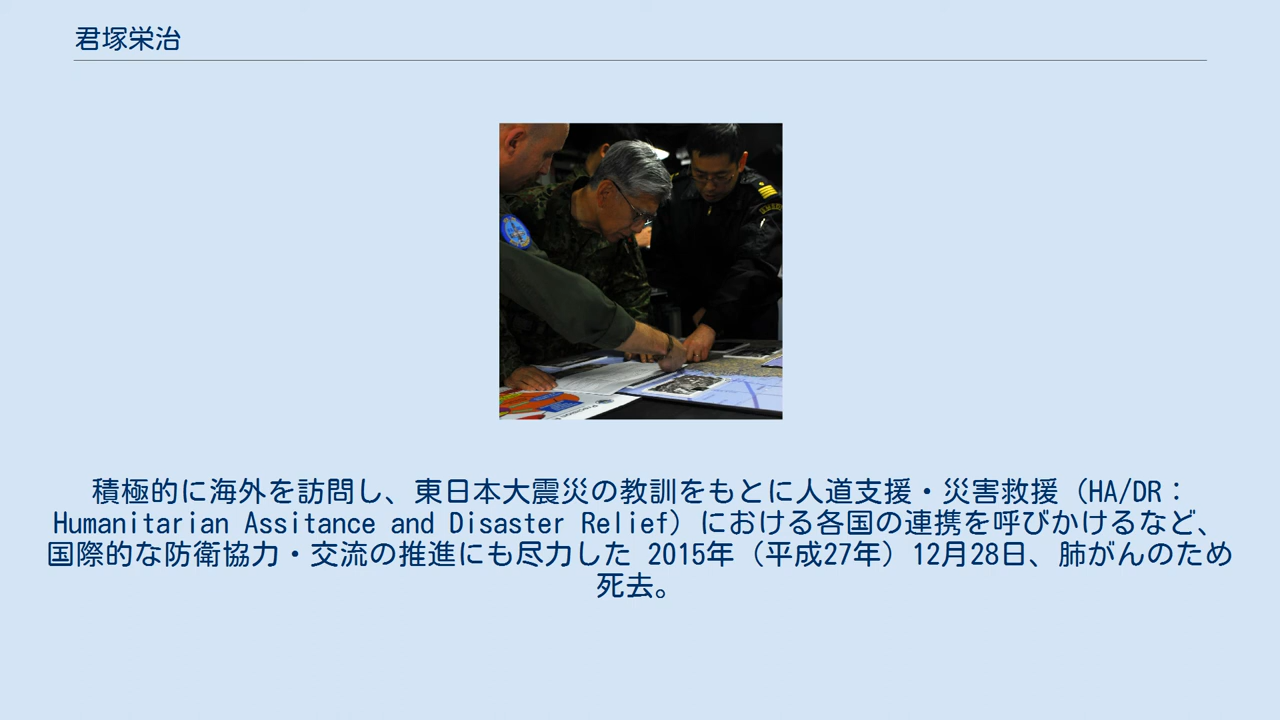 君塚栄治
積極的に海外を訪問し、東日本大震災の教訓をもとに人道支援・災害救援（HA/DR：
Humanitarian Assitance and Disaster Relief）における各国の連携を呼びかけるなど、
国際的な防衛協力・交流の推進にも尽力した 2015年（平成27年）12月28日、肺がんのため
死去。